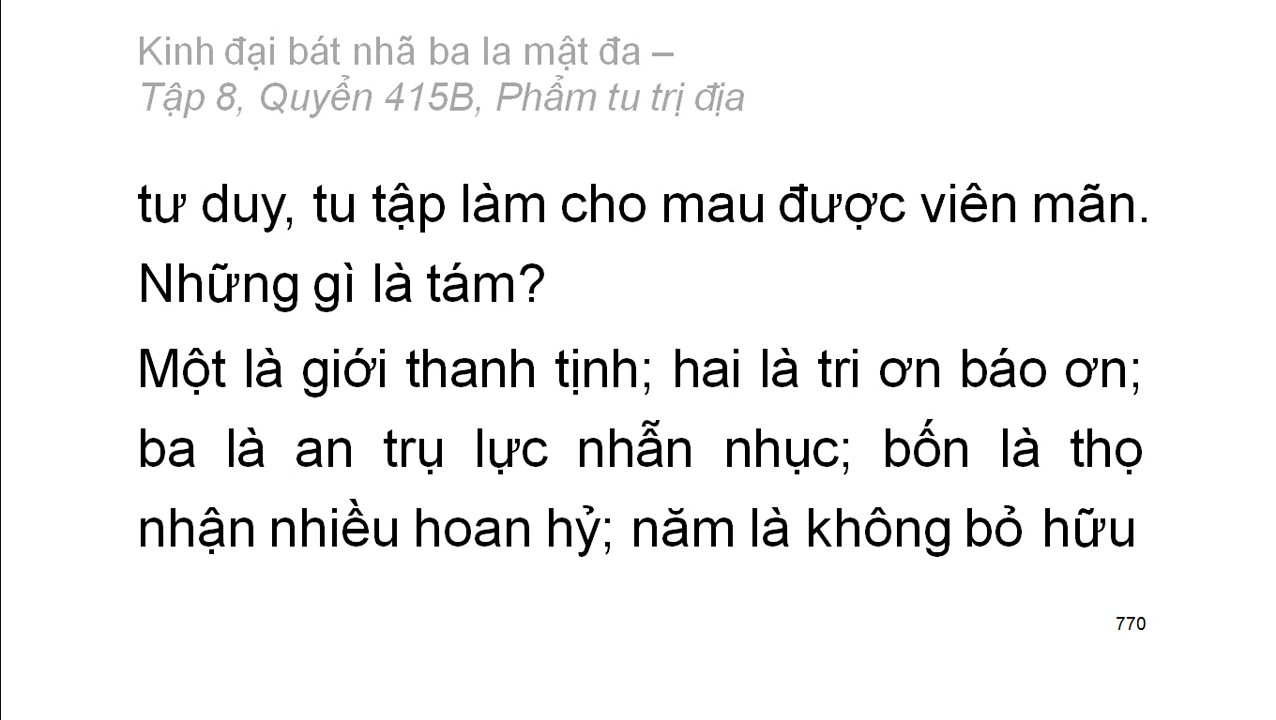 Kinh đại bát nhã ba la mật đa –
Tập 8, Quyển 415B, Phẩm tu trị địa
tư duy, tu tập làm cho mau được viên mãn.
Những gì là tám?
Một là giới thanh tịnh; hai là tri ơn báo ơn;
ba là an trụ lực nhẫn nhục; bốn là thọ
nhận nhiều hoan hỷ; năm là không bỏ hữu
770